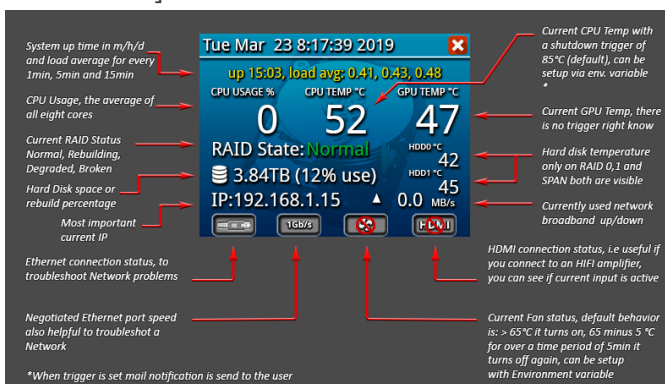 System up time in m/h/d
and load average for every
1min, 5min and 15min
CPU Usage, the average of
all eight cores
Current RAID Status
Normal, Rebuilding,
Degraded, Broken
Hard Disk space or
rebuild percentage
Most important
current IP
Ethernet connection status, to
troubleshoot Network problems
Negotiated Ethernet port speed
also helpful to troubleshot a
Network
*When trigger is set mail notification is send to the user
Tue Mar 23 8:17:39 2019
up 15:03, load avg: 0.41, 0.43, 0.48
CPU USAGE % CPU TEMP °C GPU TEMP °C
0 52 47
RAID State: Normal
HDD0 °C
42
3.84TB (12% use)
HDD1 °C
45
IP:192.168.1.15 ▲ 0.0 MB/s
1Gb/s HDMI
Current CPU Temp with
a shutdown trigger of
85°C (default), can be
setup via env. variable
*
Current GPU Temp, there
is no trigger right know
Hard disk temperature
only on RAID 0,1 and
SPAN both are visible
Currently used network
broadband up/down
HDMI connection status, i.e useful if
you connect to an HIFI amplifier,
you can see if current input is active
Current Fan status, default behavior
is: > 65°C it turns on, 65 minus 5 °C
for over a time period of 5min it
turns off again, can be setup
with Environment variable